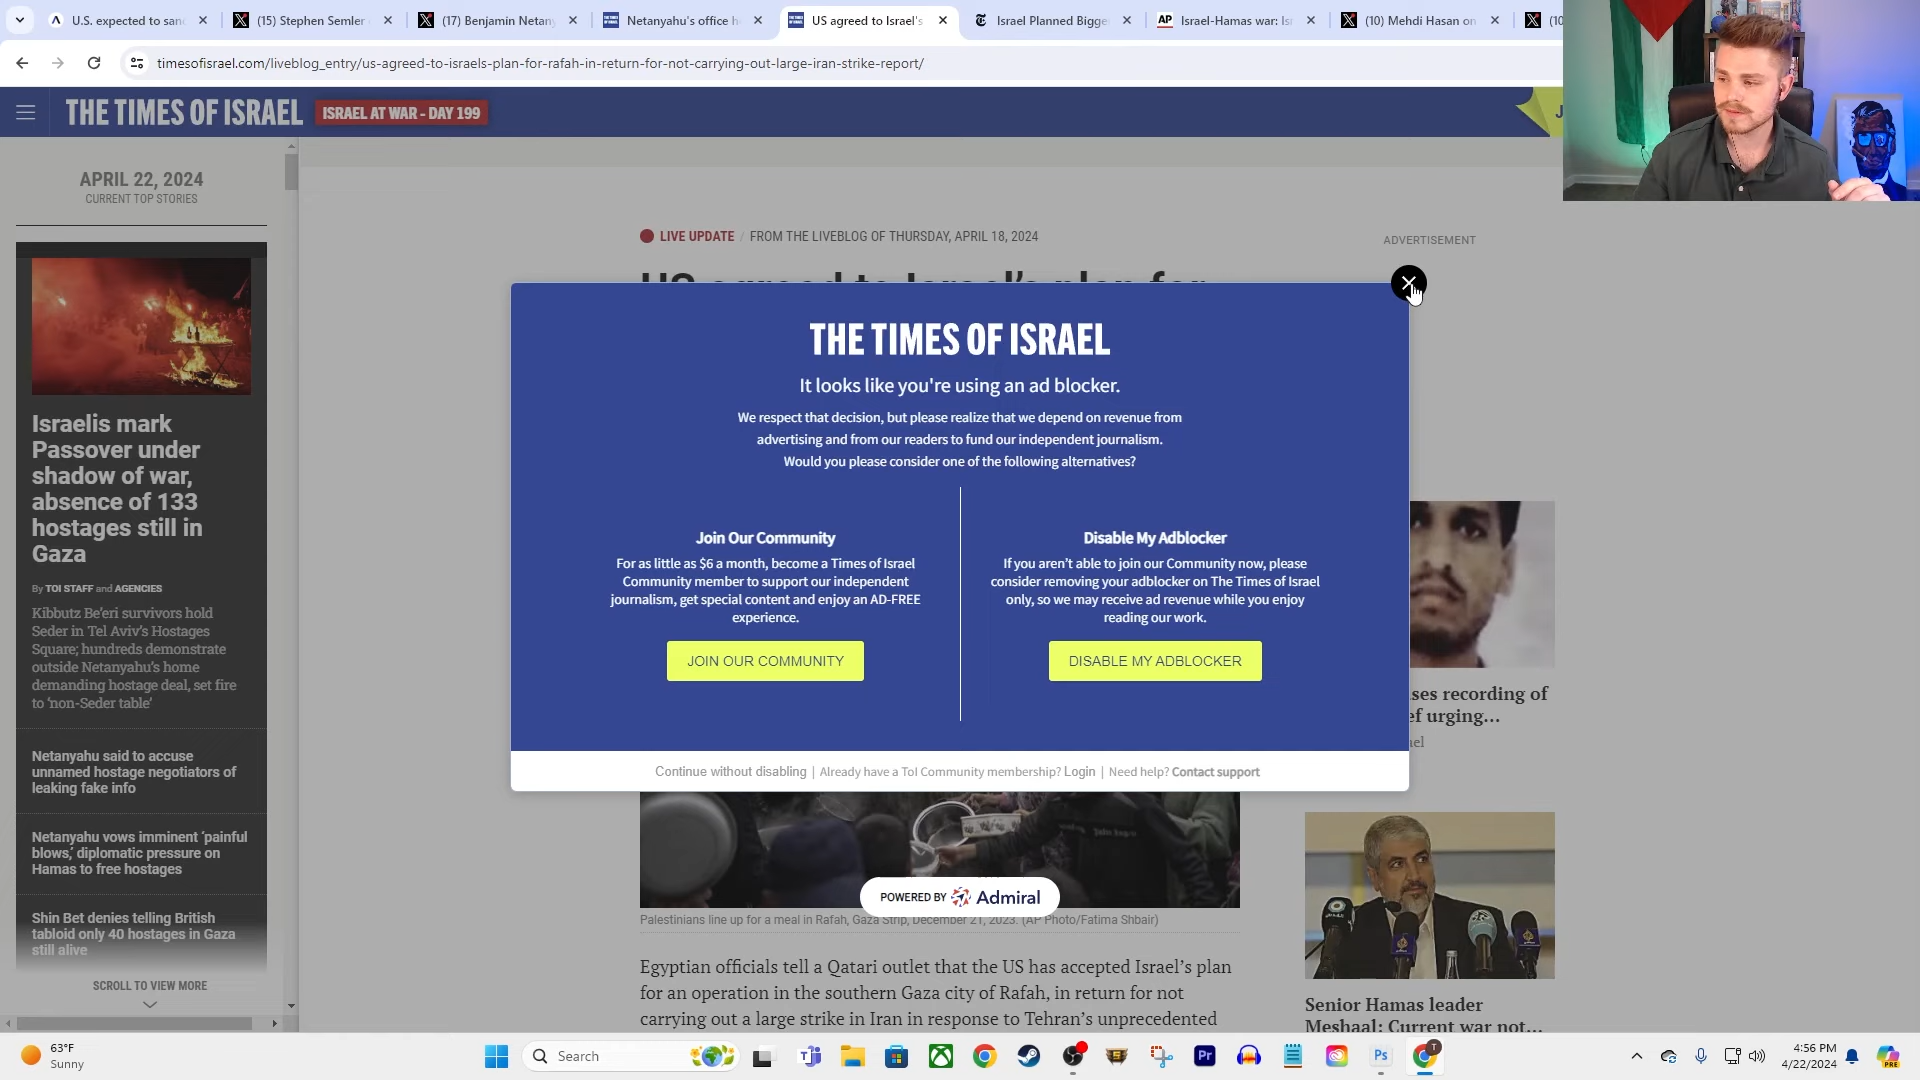 U.S. expected to san
(15) Stephen Semler
(17) Benjamin Netan
Netanyahu's office h
US agreed to Israel's
Israel Planned Bigge
AP Israel-Hamas war: Is
(10) Mehdi Hasan on
timesofisrael.com/liveblog_entry/us-agreed-to-israels-plan-for-rafah-in-return-for-not-carrying-out-large-iran-strike-report/
THE TIMES OF ISRAEL
ISRAEL AT WAR - DAY 199
APRIL 22, 2024
CURRENT TOP STORIES
Israelis mark
Passover under
shadow of war,
absence of 133
hostages still in
Gaza
By TOI STAFF and AGENCIES
Kibbutz Be'eri survivors hold
Seder in Tel Aviv's Hostages
Square; hundreds demonstrate
outside Netanyahu's home
demanding hostage deal, set fire
to 'non-Seder table'
Netanyahu said to accuse
unnamed hostage negotiators of
leaking fake info
Netanyahu vows imminent 'painful
blows,' diplomatic pressure on
Hamas to free hostages
Shin Bet denies telling British
tabloid only 40 hostages in Gaza
still alive
SCROLL TO VIEW MORE
LIVE UPDATE / FROM THE LIVEBLOG OF THURSDAY, APRIL 18, 2024
US agreed to Israel's plan for
ADVERTISEMENT
THE TIMES OF ISRAEL
It looks like you're using an ad blocker.
We respect that decision, but please realize that we depend on revenue from
advertising and from our readers to fund our independent journalism.
Would you please consider one of the following alternatives?
Join Our Community
For as little as $6 a month, become a Times of Israel
Community member to support our independent
journalism, get special content and enjoy an AD-FREE
experience.
JOIN OUR COMMUNITY
Disable My Adblocker
If you aren't able to join our Community now, please
consider removing your adblocker on The Times of Israel
only, so we may receive ad revenue while you enjoy
reading our work.
DISABLE MY ADBLOCKER
Continue without disabling | Already have a ToI Community membership? Login | Need help? Contact support
POWERED BY Admiral
Palestinians line up for a meal in Rafah, Gaza Strip, December 21, 2023. (AP Photo/Fatima Shbair)
Egyptian officials tell a Qatari outlet that the US has accepted Israel's plan
for an operation in the southern Gaza city of Rafah, in return for not
carrying out a large strike in Iran in response to Tehran's unprecedented
ses recording of
ef urging...
ael
Senior Hamas leader
Meshaal: Current war not...
63°F
Sunny
Search
Pr
Ps
T
4:56 PM
4/22/2024
PRE